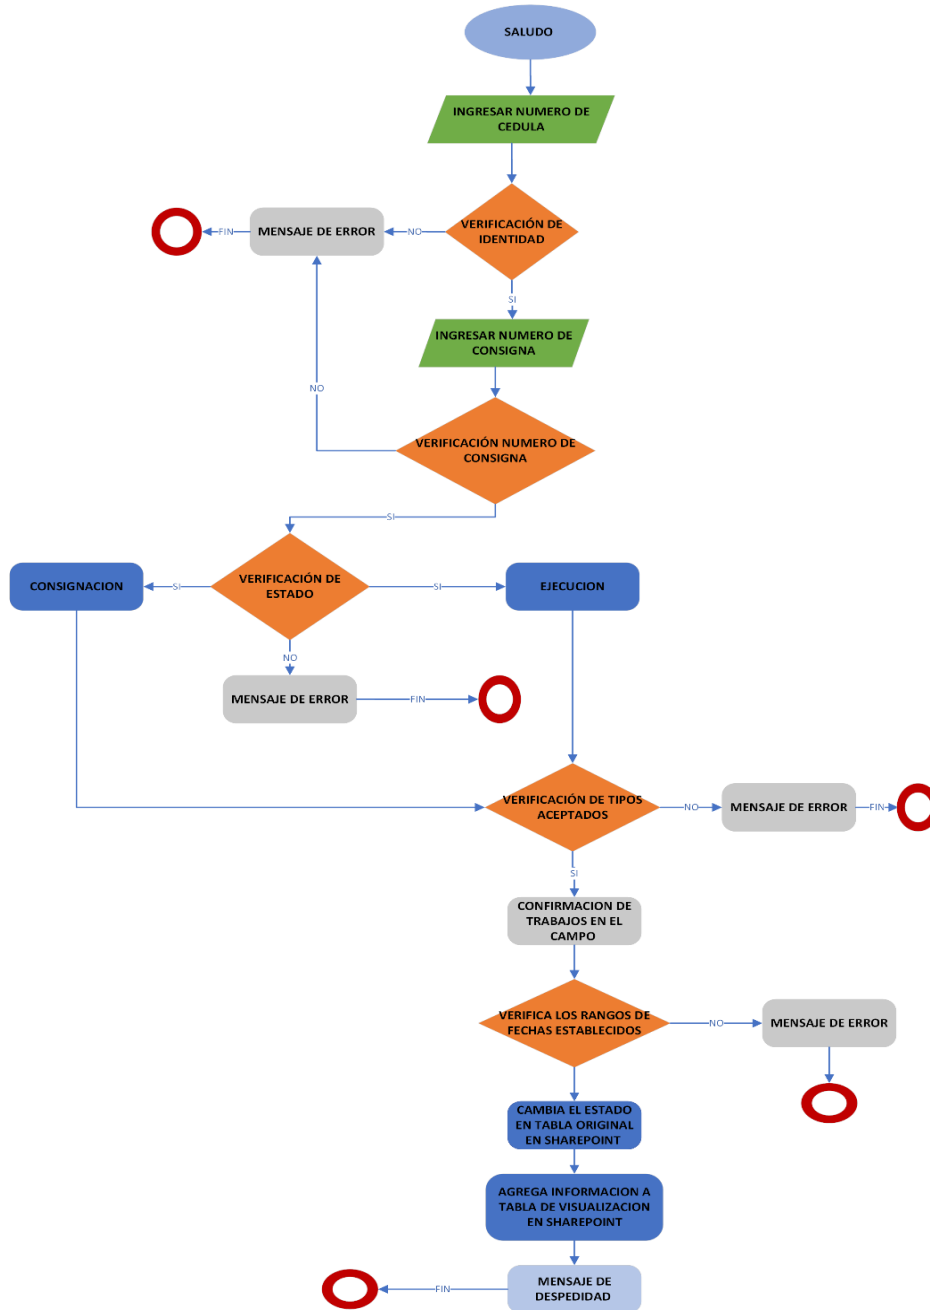 SALUDO
INGRESAR NUMERO DE
CEDULA
VERIFICACIÓN DE
IDENTIDAD
NO
MENSAJE DE ERROR
FIN
SI
INGRESAR NUMERO DE
CONSIGNA
NO
VERIFICACIÓN NUMERO DE
CONSIGNA
SI
CONSIGNACION
SI
VERIFICACIÓN DE
ESTADO
SI
EJECUCION
NO
MENSAJE DE ERROR
FIN
VERIFICACIÓN DE TIPOS
ACEPTADOS
NO
MENSAJE DE ERROR
FIN
SI
CONFIRMACION DE
TRABAJOS EN EL
CAMPO
VERIFICA LOS RANGOS DE
FECHAS ESTABLECIDOS
NO
MENSAJE DE ERROR
CAMBIA EL ESTADO
EN TABLA ORIGINAL
EN SHAREPOINT
AGREGA INFORMACION A
TABLA DE VISUALIZACION
EN SHAREPOINT
MENSAJE DE
DESPEDIDAD
FIN